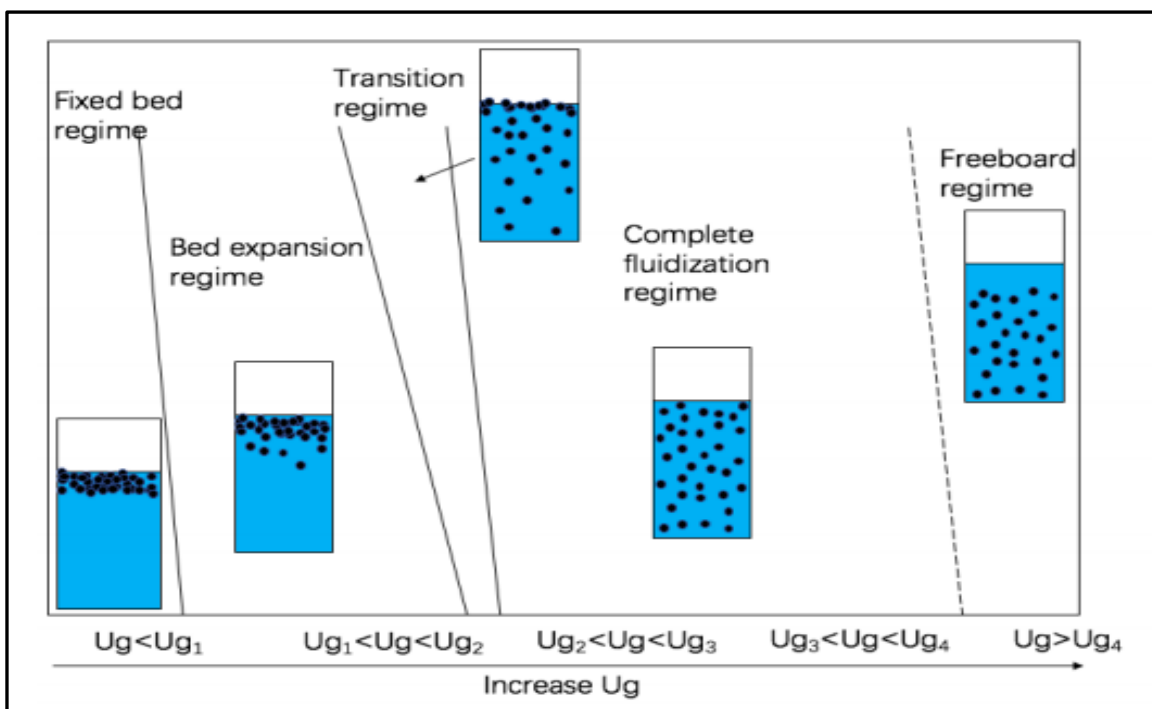 Fixed bed
regime
Transition
regime
Bed expansion
regime
Complete
fluidization
regime
Freeboard
regime
Ug<Ug₁
Ug₁<Ug<Ug₂
Ug₂<Ug<Ug₃
Ug₃<Ug<Ug₄
Ug>Ug₄
Increase Ug